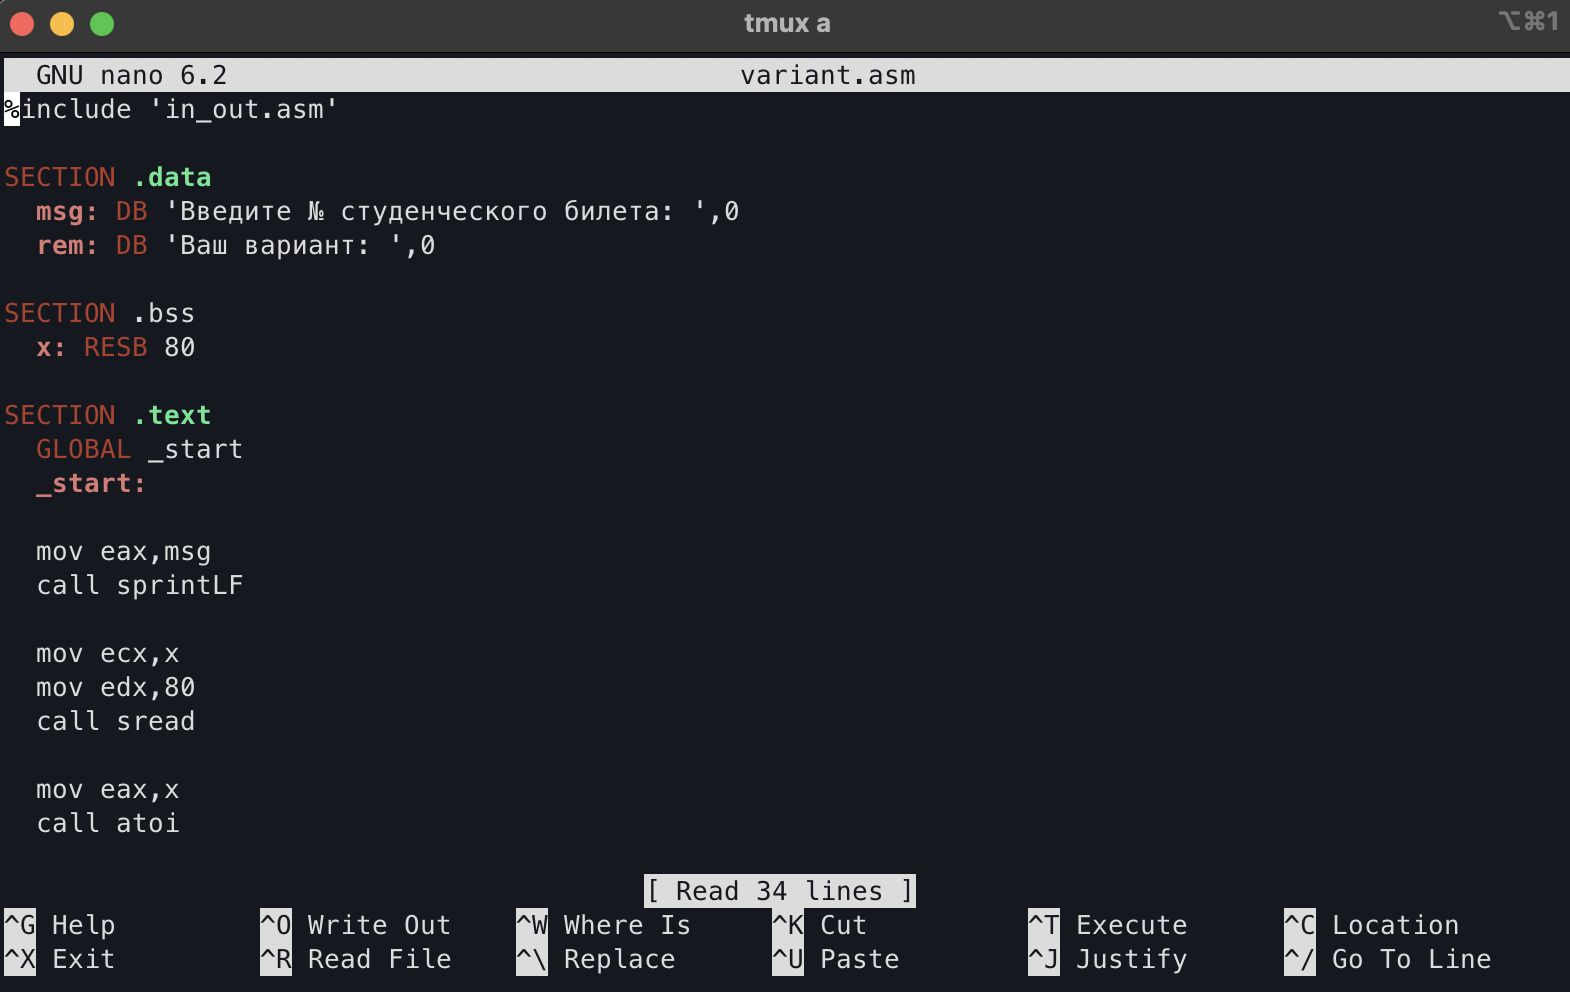 tmux a
⌥⌘1
GNU nano 6.2 variant.asm
%include 'in_out.asm'
SECTION .data
msg: DB 'Введите № студенческого билета: ',0
rem: DB 'Ваш вариант: ',0
SECTION .bss
x: RESB 80
SECTION .text
GLOBAL _start
_start:
mov eax,msg
call sprintLF
mov ecx,x
mov edx,80
call sread
mov eax,x
call atoi
[ Read 34 lines ]
^G Help ^O Write Out ^W Where Is ^K Cut ^T Execute ^C Location
^X Exit ^R Read File ^\ Replace ^U Paste ^J Justify ^/ Go To Line